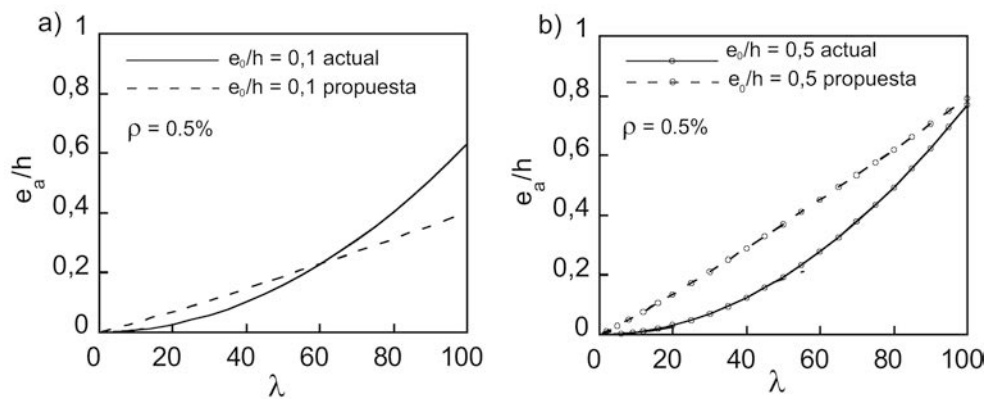 a)
1
0,8
0,6
0,4
0,2
0
e_a/h
e₀/h = 0,1 actual
e₀/h = 0,1 propuesta
ρ = 0.5%
0 20 40 60 80 100
λ
b)
1
0,8
0,6
0,4
0,2
0
e_a/h
e₀/h = 0,5 actual
e₀/h = 0,5 propuesta
ρ = 0.5%
0 20 40 60 80 100
λ